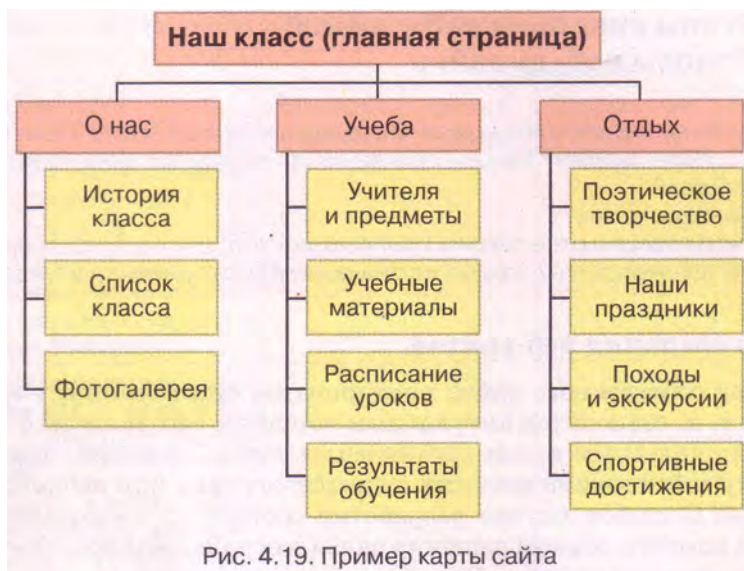 Наш класс (главная страница)
О нас
Учеба
Отдых
История
класса
Список
класса
Фотогалерея
Учителя
и предметы
Учебные
материалы
Расписание
уроков
Результаты
обучения
Поэтическое
творчество
Наши
праздники
Походы
и экскурсии
Спортивные
достижения
Рис. 4.19. Пример карты сайта